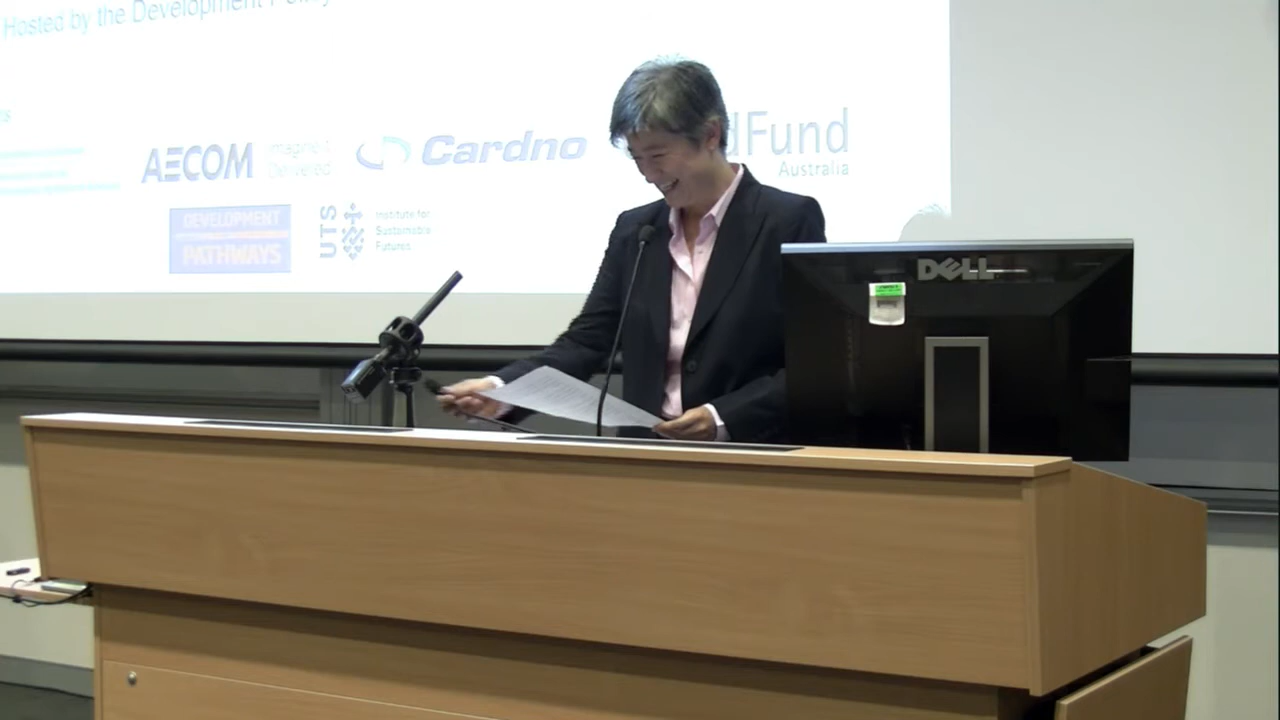 Hosted by the Development Policy
AECOM
Imagine it
Delivered
Cardno
dFund
Australia
DEVELOPMENT
PATHWAYS
UTS
Institute for
Sustainable
Futures
DELL